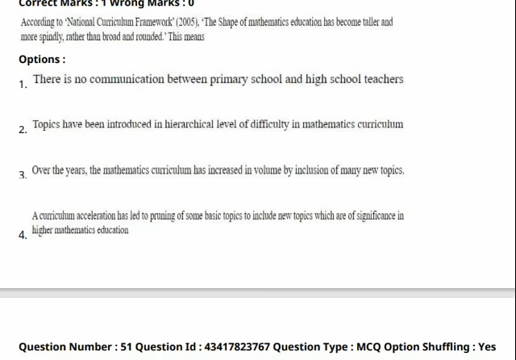 Correct Marks : 1 Wrong Marks : 0
According to ‘National Curriculum Framework’ (2005), ‘The Shape of mathematics education has become taller and
more spindly, rather than broad and rounded.’ This means
Options :
1. There is no communication between primary school and high school teachers
2. Topics have been introduced in hierarchical level of difficulty in mathematics curriculum
3. Over the years, the mathematics curriculum has increased in volume by inclusion of many new topics.
A curriculum acceleration has led to pruning of some basic topics to include new topics which are of significance in
4. higher mathematics education
Question Number : 51 Question Id : 43417823767 Question Type : MCQ Option Shuffling : Yes